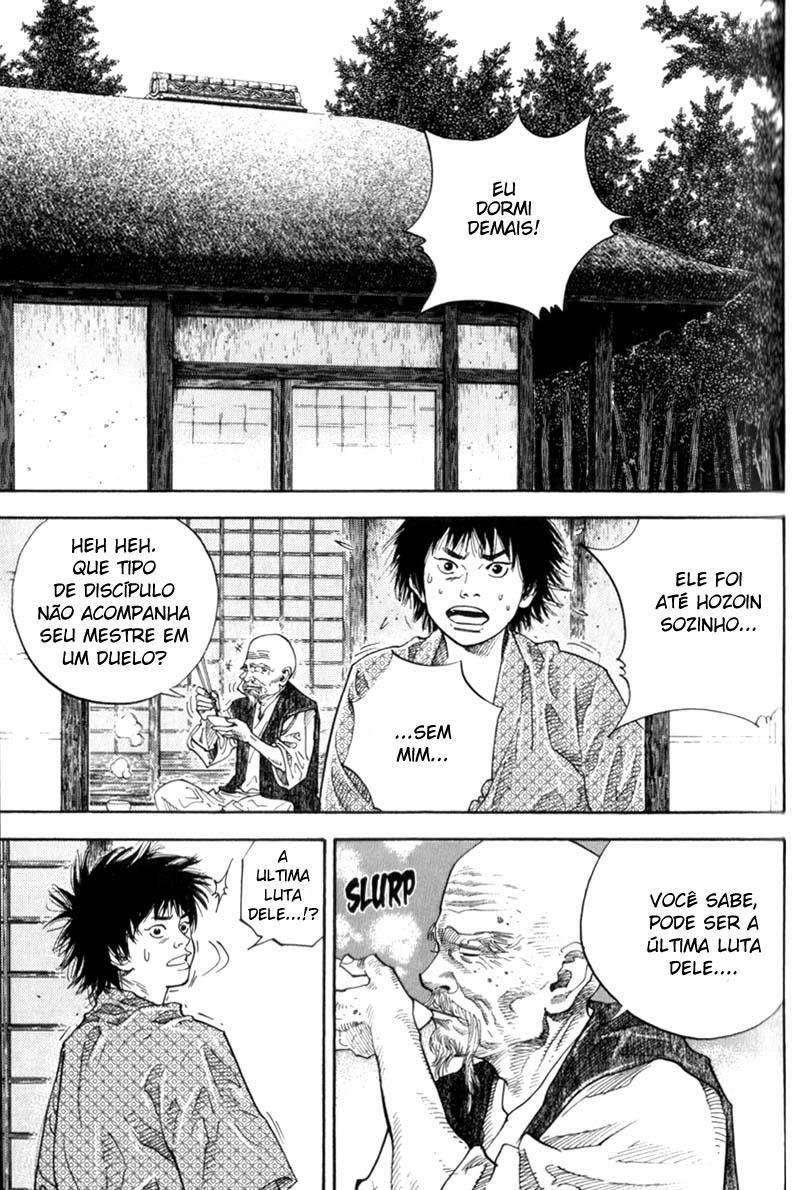 EU
DORMI
DEMAIS!
ELE FOI
ATÉ HOZOIN
SOZINHO...
...SEM
MIM...
HEH HEH.
QUE TIPO
DE DISCÍPULO
NÃO ACOMPANHA
SEU MESTRE EM
UM DUELO?
VOCÊ SABE,
PODE SER A
ÚLTIMA LUTA
DELE....
SLURP
A
ULTIMA
LUTA
DELE...!?